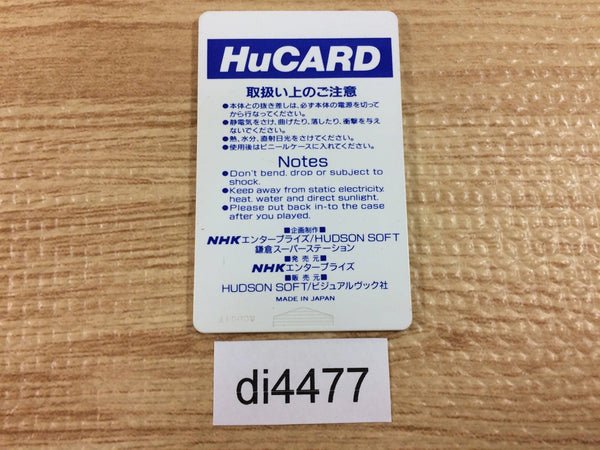 HuCARD
取扱い上のご注意
●本体との抜き差しは、必ず本体の電源を切って
から行なってください。
●静電気をさけ、曲げたり、落したり、衝撃を与え
ないでください。
●熱、水分、直射日光をさけてください。
●使用後はビニールケースに入れてください。
Notes
●Don't bend, drop or subject to
shock.
●Keep away from static electricity,
heat, water and direct sunlight.
●Please put back in-to the case
after you played.
■企画制作■
NHKエンタープライズ/HUDSON SOFT
鎌倉スーパーステーション
■発売元■
NHKエンタープライズ
■販売元■
HUDSON SOFT/ビジュアルヴック社
MADE IN JAPAN
di4477